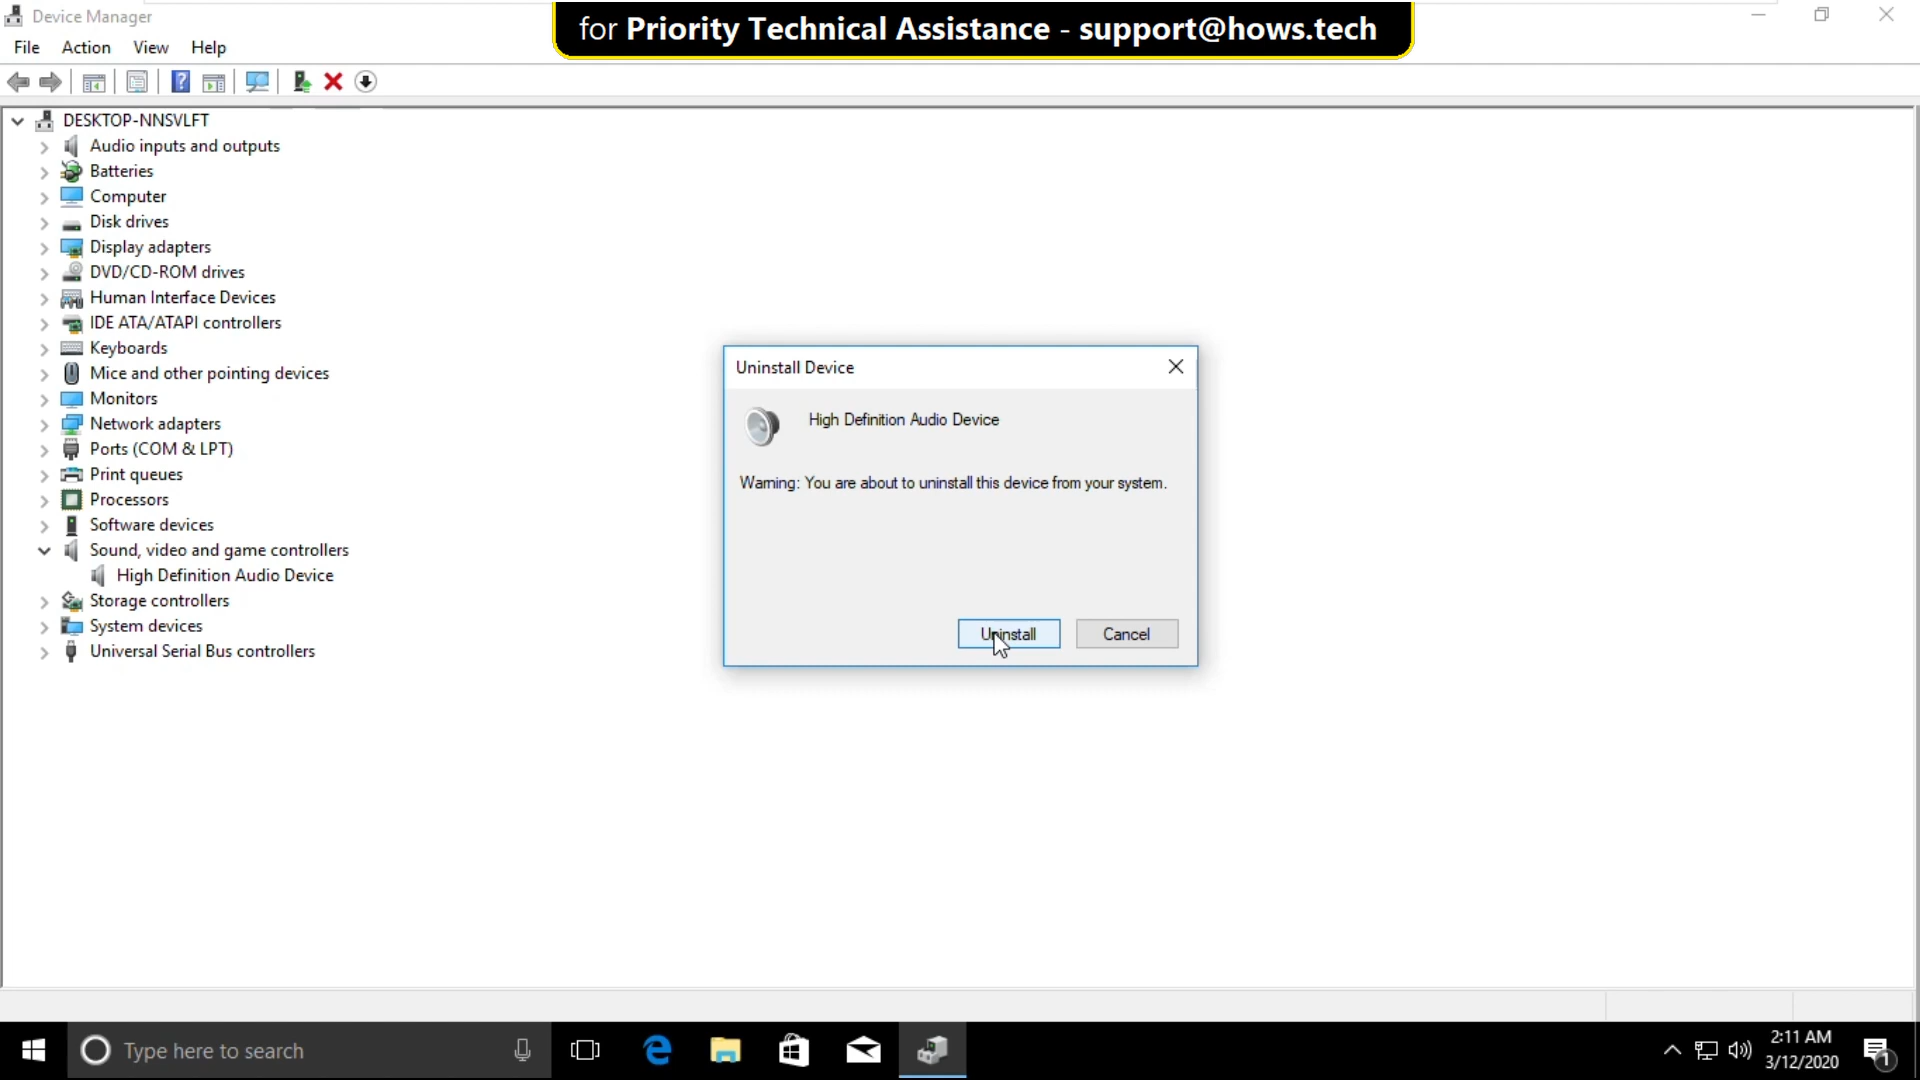 Device Manager
for Priority Technical Assistance - support@hows.tech
File Action View Help
DESKTOP-NNSVLFT
Audio inputs and outputs
Batteries
Computer
Disk drives
Display adapters
DVD/CD-ROM drives
Human Interface Devices
IDE ATA/ATAPI controllers
Keyboards
Mice and other pointing devices
Monitors
Network adapters
Ports (COM & LPT)
Print queues
Processors
Software devices
Sound, video and game controllers
High Definition Audio Device
Storage controllers
System devices
Universal Serial Bus controllers
Uninstall Device
High Definition Audio Device
Warning: You are about to uninstall this device from your system.
Uninstall Cancel
Type here to search
2:11 AM
3/12/2020
1